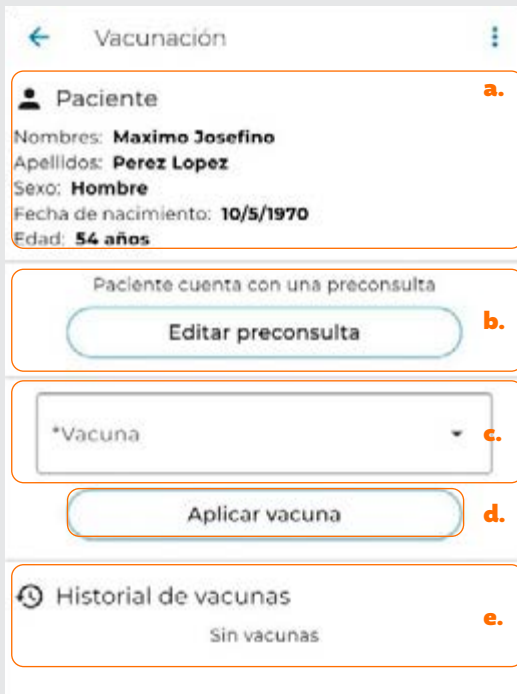 Vacunación
a.
Paciente
Nombres: Maximo Josefino
Apellidos: Perez Lopez
Sexo: Hombre
Fecha de nacimiento: 10/5/1970
Edad: 54 años
Paciente cuenta con una preconsulta
b.
Editar preconsulta
*Vacuna
c.
Aplicar vacuna
d.
Historial de vacunas
e.
Sin vacunas